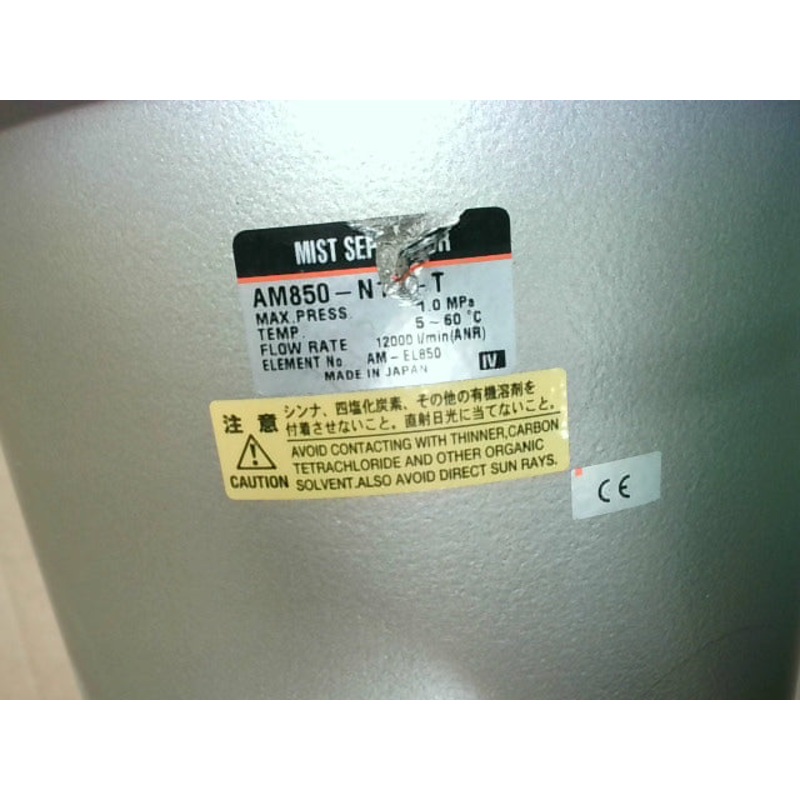 MIST
AM850-N -T
MAX.PRESS. 1.0 MPa
TEMP. 5~60 °C
FLOW RATE 12000 l/min(ANR)
ELEMENT No AM-EL850
MADE IN JAPAN IV
注意 シンナ、四塩化炭素、その他の有機溶剤を
付着させないこと。直射日光に当てないこと。
AVOID CONTACTING WITH THINNER,CARBON
TETRACHLORIDE AND OTHER ORGANIC
CAUTION SOLVENT.ALSO AVOID DIRECT SUN RAYS.
CE